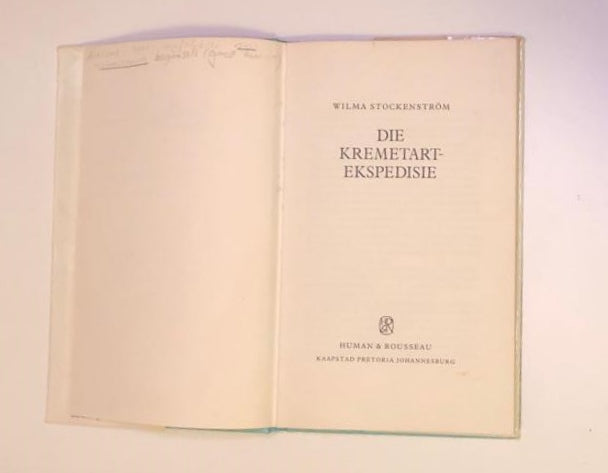 WILMA STOCKENSTRÖM
DIE
KREMETART-
EKSPEDISIE
HUMAN & ROUSSEAU
KAAPSTAD PRETORIA JOHANNESBURG